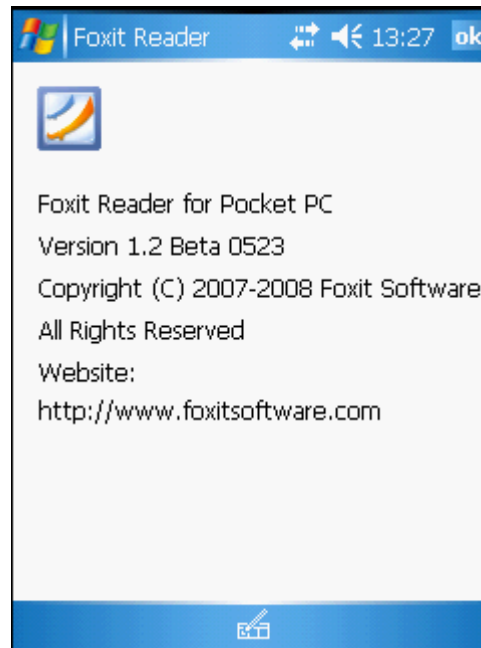 Foxit Reader 13:27 ok
Foxit Reader for Pocket PC
Version 1.2 Beta 0523
Copyright (C) 2007-2008 Foxit Software
All Rights Reserved
Website:
http://www.foxitsoftware.com